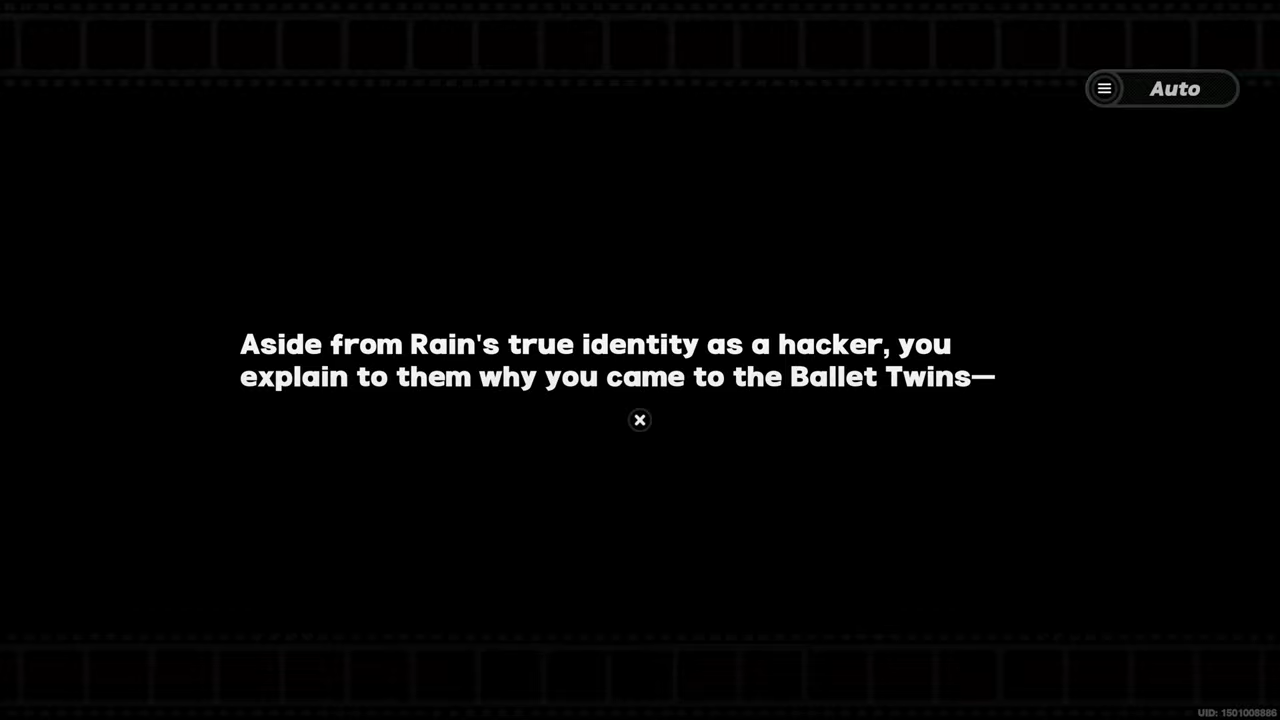 Auto
Aside from Rain's true identity as a hacker, you
explain to them why you came to the Ballet Twins—
UID: 1501008886